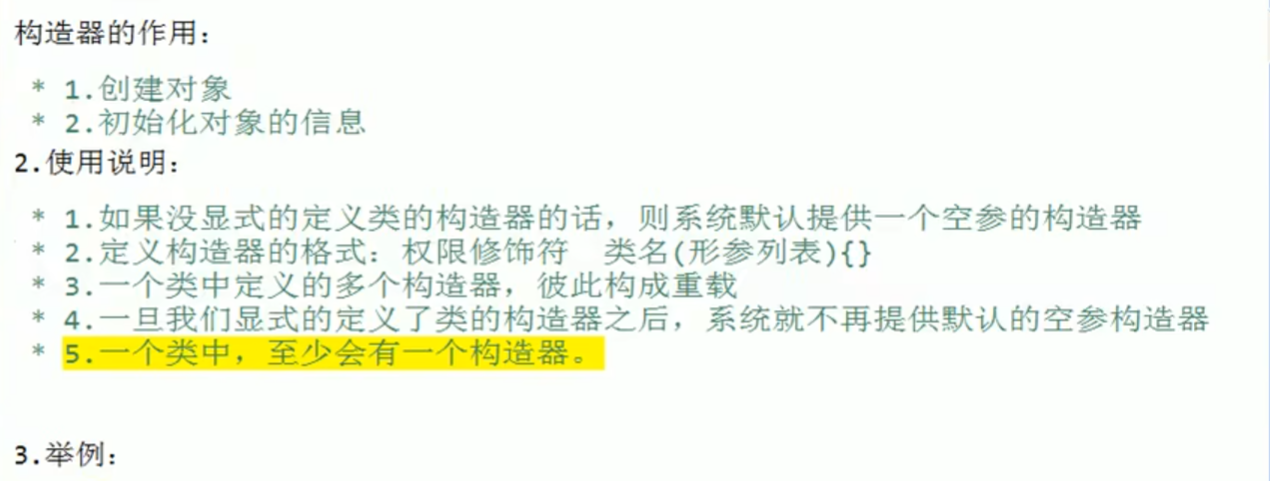 构造器的作用：
* 1.创建对象
* 2.初始化对象的信息
2.使用说明：
* 1.如果没显式的定义类的构造器的话，则系统默认提供一个空参的构造器
* 2.定义构造器的格式：权限修饰符  类名(形参列表){}
* 3.一个类中定义的多个构造器，彼此构成重载
* 4.一旦我们显式的定义了类的构造器之后，系统就不再提供默认的空参构造器
* 5.一个类中，至少会有一个构造器。
3.举例：